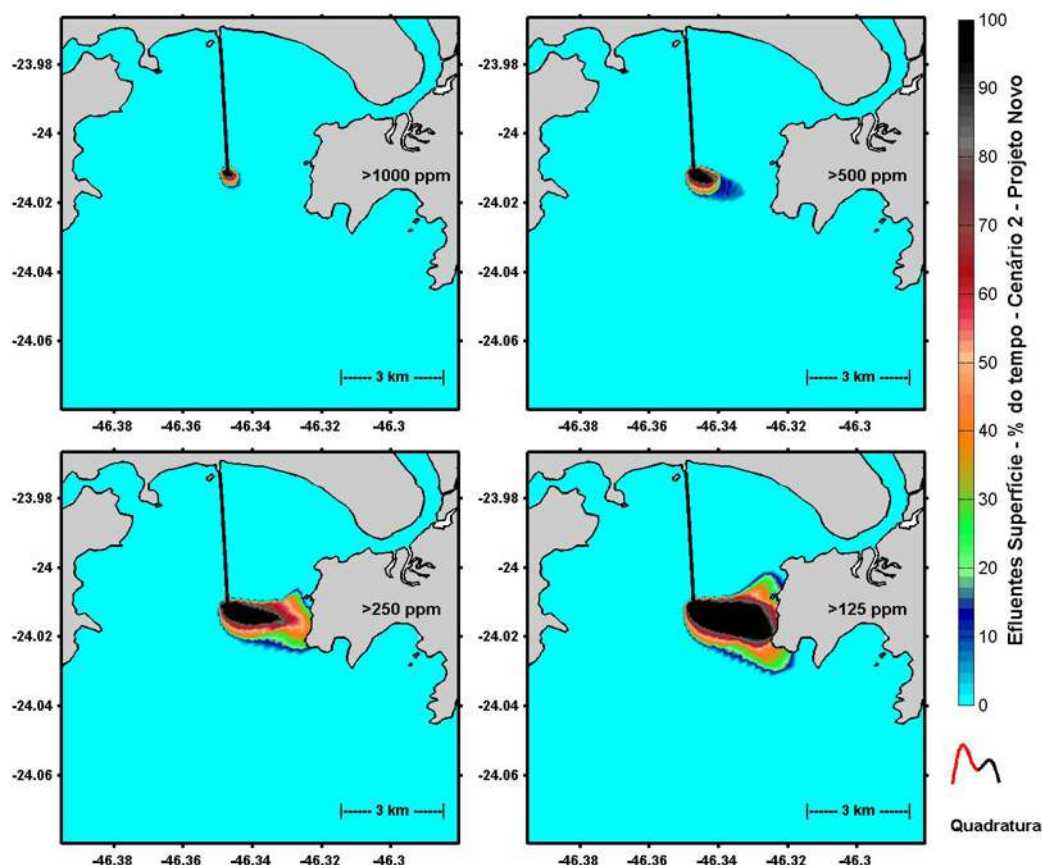 -23.98
-24
-24.02
-24.04
-24.06
>1000 ppm
|------ 3 km ------|
-46.38 -46.36 -46.34 -46.32 -46.3
-23.98
-24
-24.02
-24.04
-24.06
>500 ppm
|------ 3 km ------|
-46.38 -46.36 -46.34 -46.32 -46.3
-23.98
-24
-24.02
-24.04
-24.06
>250 ppm
|------ 3 km ------|
-46.38 -46.36 -46.34 -46.32 -46.3
-23.98
-24
-24.02
-24.04
-24.06
>125 ppm
|------ 3 km ------|
-46.38 -46.36 -46.34 -46.32 -46.3
100
90
80
70
60
50
40
30
20
10
0
Efluentes Superfície - % do tempo - Cenário 2 - Projeto Novo
Quadratura